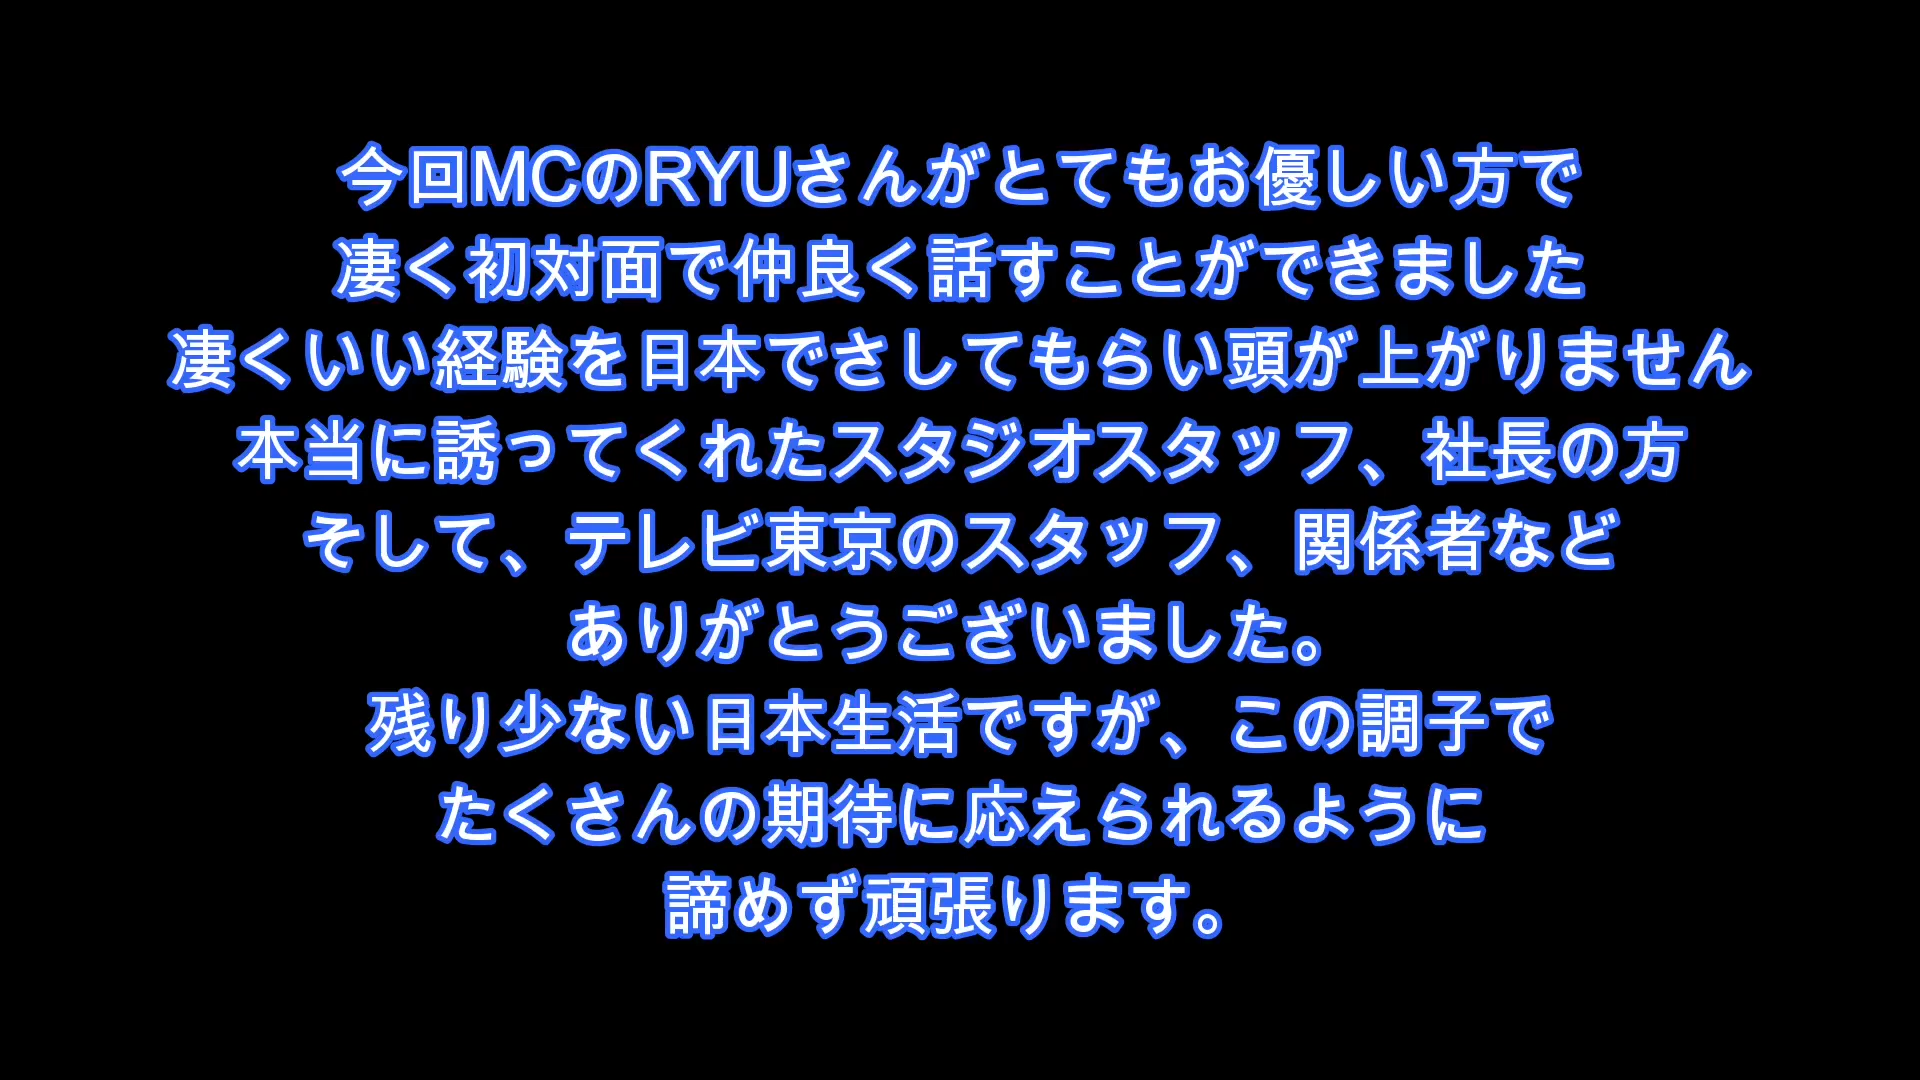 今回MCのRYUさんがとてもお優しい方で
凄く初対面で仲良く話すことができました
凄くいい経験を日本でさしてもらい頭が上がりません
本当に誘ってくれたスタジオスタッフ、社長の方
そして、テレビ東京のスタッフ、関係者など
ありがとうございました。
残り少ない日本生活ですが、この調子で
たくさんの期待に応えられるように
諦めず頑張ります。